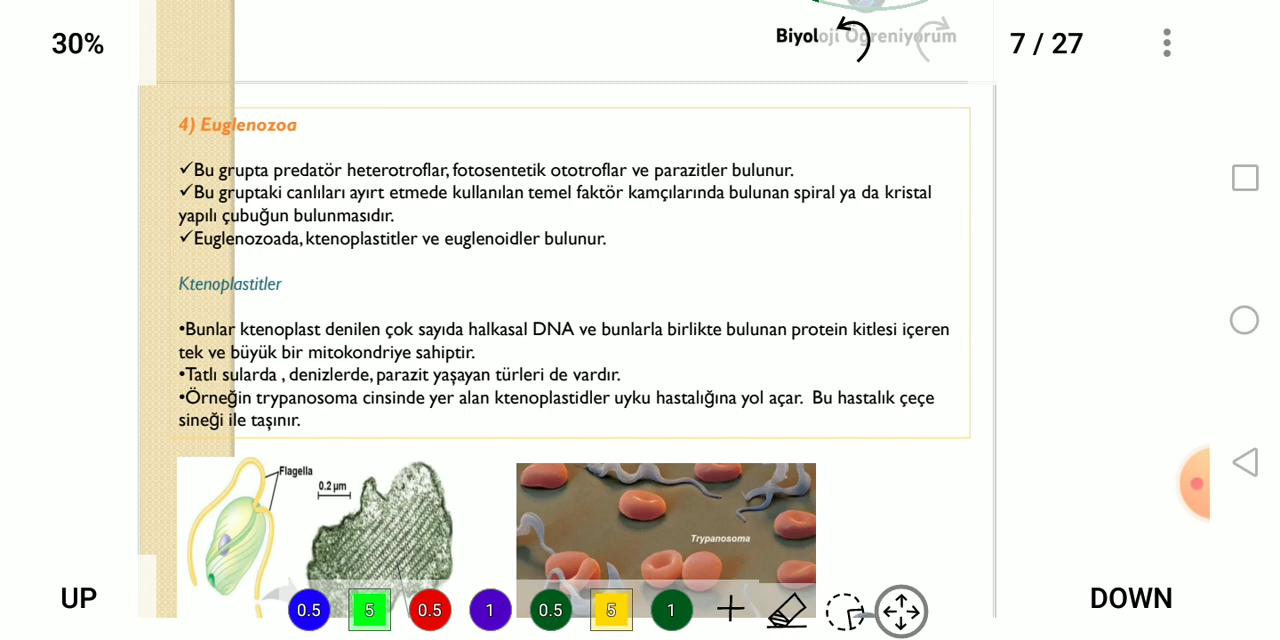 30%
Biyoloji Öğreniyorum
7 / 27
4) Euglenozoa
✓Bu grupta predatör heterotroflar, fotosentetik ototroflar ve parazitler bulunur.
✓Bu gruptaki canlıları ayırt etmede kullanılan temel faktör kamçılarında bulunan spiral ya da kristal
yapılı çubuğun bulunmasıdır.
✓Euglenozoada, ktenoplastitler ve euglenoidler bulunur.
Ktenoplastitler
•Bunlar ktenoplast denilen çok sayıda halkasal DNA ve bunlarla birlikte bulunan protein kitlesi içeren
tek ve büyük bir mitokondriye sahiptir.
•Tatlı sularda , denizlerde, parazit yaşayan türleri de vardır.
•Örneğin trypanosoma cinsinde yer alan ktenoplastidler uyku hastalığına yol açar. Bu hastalık çeçe
sineği ile taşınır.
Flagella
0.2 µm
Trypanosoma
UP
0.5 5 0.5 1 0.5 5 1
DOWN